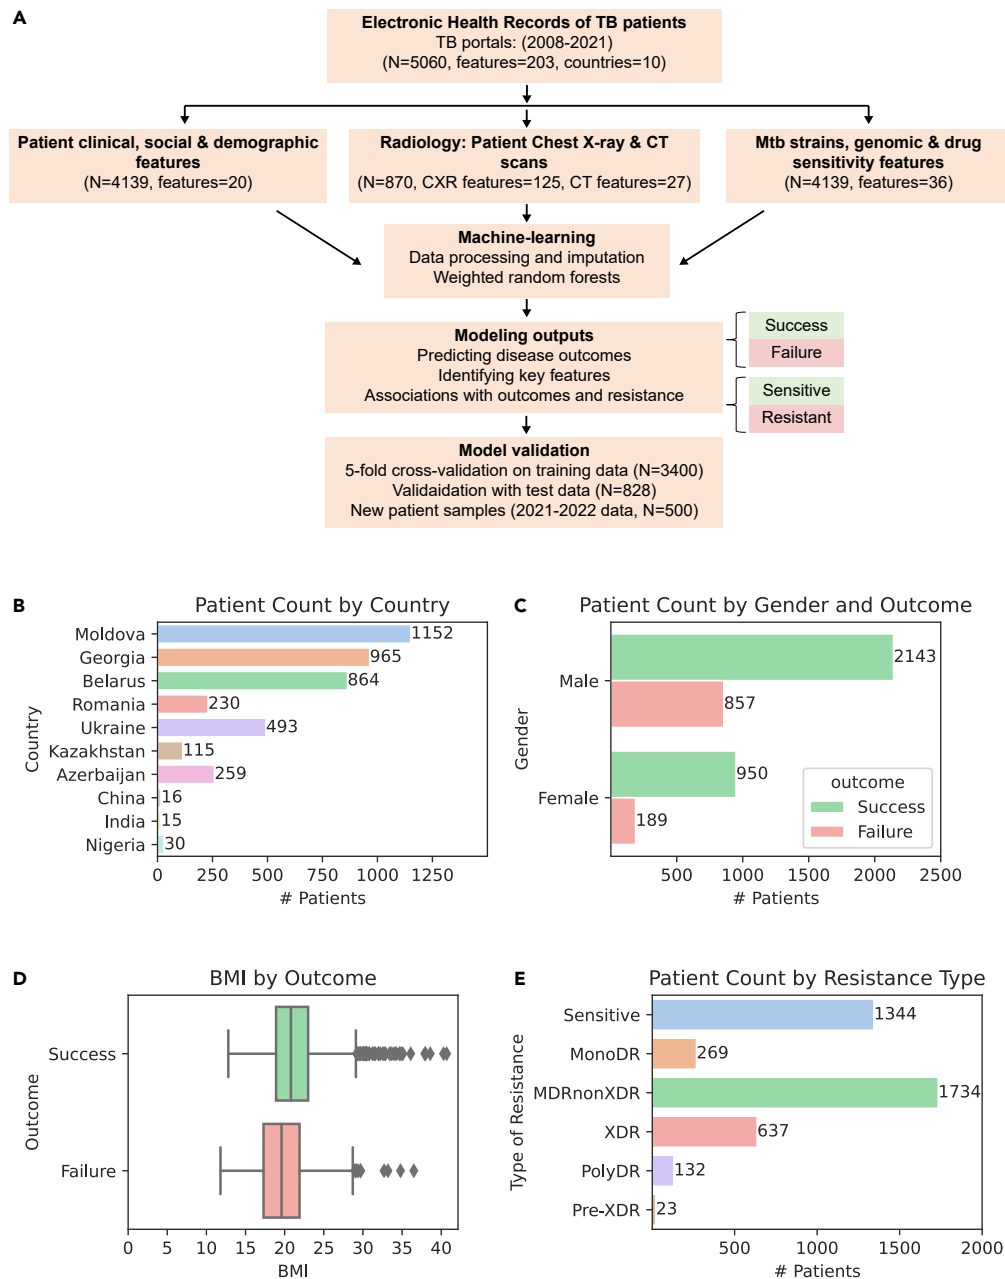 A
Electronic Health Records of TB patients
TB portals: (2008-2021)
(N=5060, features=203, countries=10)
Patient clinical, social & demographic
features
(N=4139, features=20)
Radiology: Patient Chest X-ray & CT
scans
(N=870, CXR features=125, CT features=27)
Mtb strains, genomic & drug
sensitivity features
(N=4139, features=36)
Machine-learning
Data processing and imputation
Weighted random forests
Modeling outputs
Predicting disease outcomes
Identifying key features
Associations with outcomes and resistance
Success
Failure
Sensitive
Resistant
Model validation
5-fold cross-validation on training data (N=3400)
Validaidation with test data (N=828)
New patient samples (2021-2022 data, N=500)
B
Patient Count by Country
Country
Moldova 1152
Georgia 965
Belarus 864
Romania 230
Ukraine 493
Kazakhstan 115
Azerbaijan 259
China 16
India 15
Nigeria 30
0 250 500 750 1000 1250
# Patients
C
Patient Count by Gender and Outcome
Gender
2143
Male
857
950
Female
189
outcome
Success
Failure
500 1000 1500 2000 2500
# Patients
D
BMI by Outcome
Outcome
Success
Failure
0 5 10 15 20 25 30 35 40
BMI
E
Patient Count by Resistance Type
Type of Resistance
Sensitive 1344
MonoDR 269
MDRnonXDR 1734
XDR 637
PolyDR 132
Pre-XDR 23
500 1000 1500 2000
# Patients